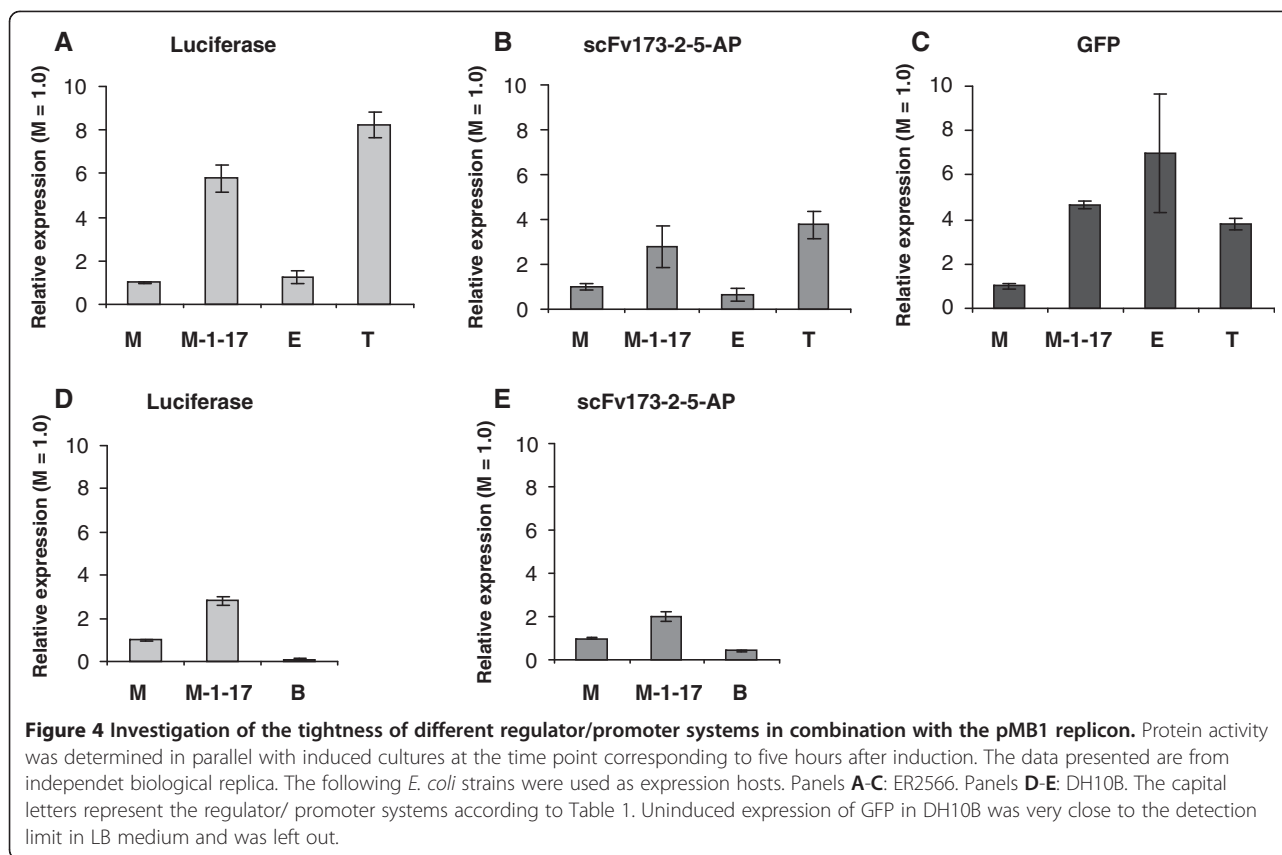 A
Luciferase
Relative expression (M = 1.0)
10
8
6
4
2
0
M M-1-17 E T
B
scFv173-2-5-AP
Relative expression (M = 1.0)
10
8
6
4
2
0
M M-1-17 E T
C
GFP
Relative expression (M = 1.0)
10
8
6
4
2
0
M M-1-17 E T
D
Luciferase
Relative expression (M = 1.0)
10
8
6
4
2
0
M M-1-17 B
E
scFv173-2-5-AP
Relative expression (M = 1.0)
10
8
6
4
2
0
M M-1-17 B
Figure 4 Investigation of the tightness of different regulator/promoter systems in combination with the pMB1 replicon. Protein activity
was determined in parallel with induced cultures at the time point corresponding to five hours after induction. The data presented are from
independet biological replica. The following E. coli strains were used as expression hosts. Panels A-C: ER2566. Panels D-E: DH10B. The capital
letters represent the regulator/ promoter systems according to Table 1. Uninduced expression of GFP in DH10B was very close to the detection
limit in LB medium and was left out.